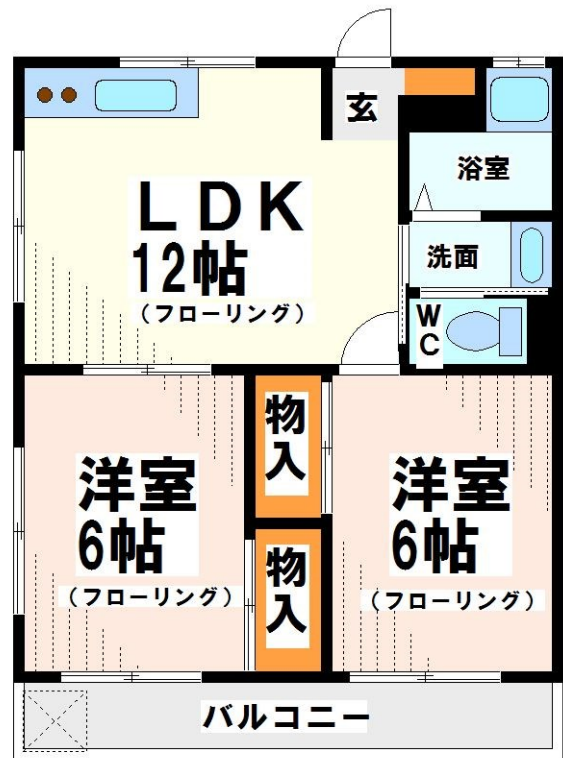 玄
浴室
LDK
12帖
(フローリング)
洗面
WC
物入
洋室
6帖
(フローリング)
洋室
6帖
(フローリング)
物入
バルコニー